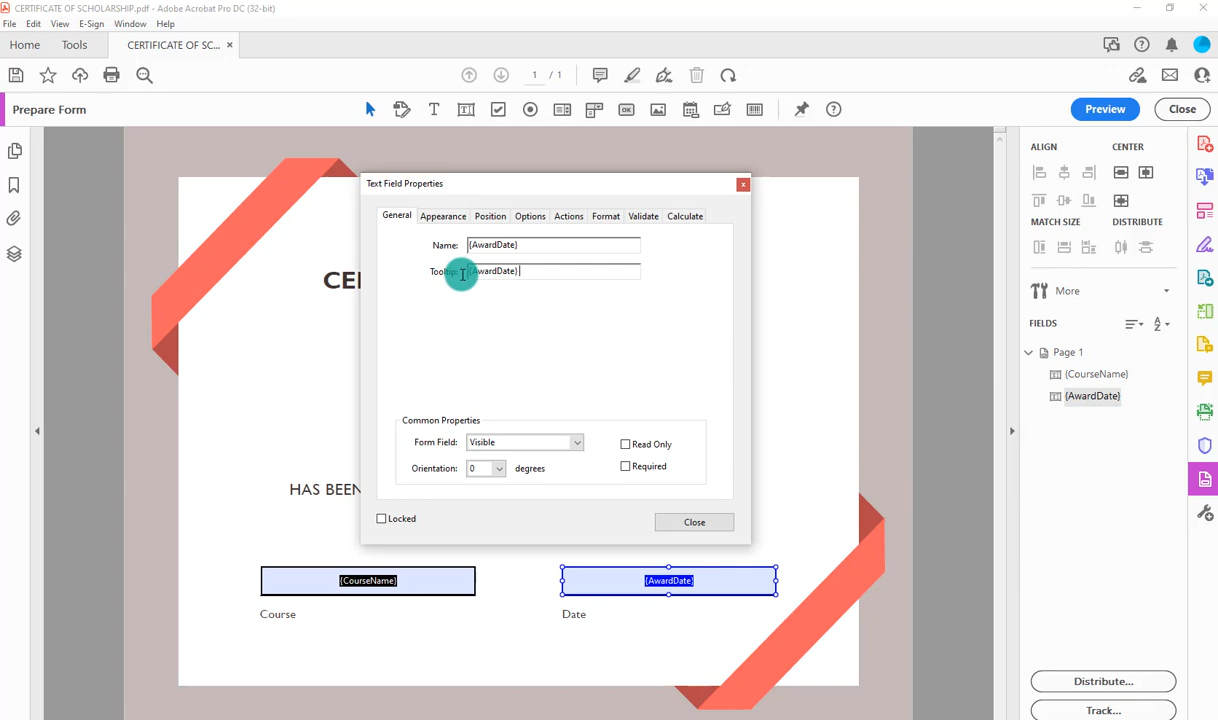 CERTIFICATE OF SCHOLARSHIP.pdf - Adobe Acrobat Pro DC (32-bit)
File Edit View E-Sign Window Help
Home Tools CERTIFICATE OF SC... ×
1 / 1
Prepare Form
OK
Preview
Close
ALIGN CENTER
MATCH SIZE DISTRIBUTE
More
FIELDS
Page 1
{CourseName}
{AwardDate}
Distribute...
Track...
Text Field Properties
General Appearance Position Options Actions Format Validate Calculate
Name: {AwardDate}
Tooltip: {AwardDate}
Common Properties
Form Field: Visible
Read Only
Orientation: 0 degrees
Required
Locked
Close
CE
HAS BEEN
{CourseName} {AwardDate}
Course Date